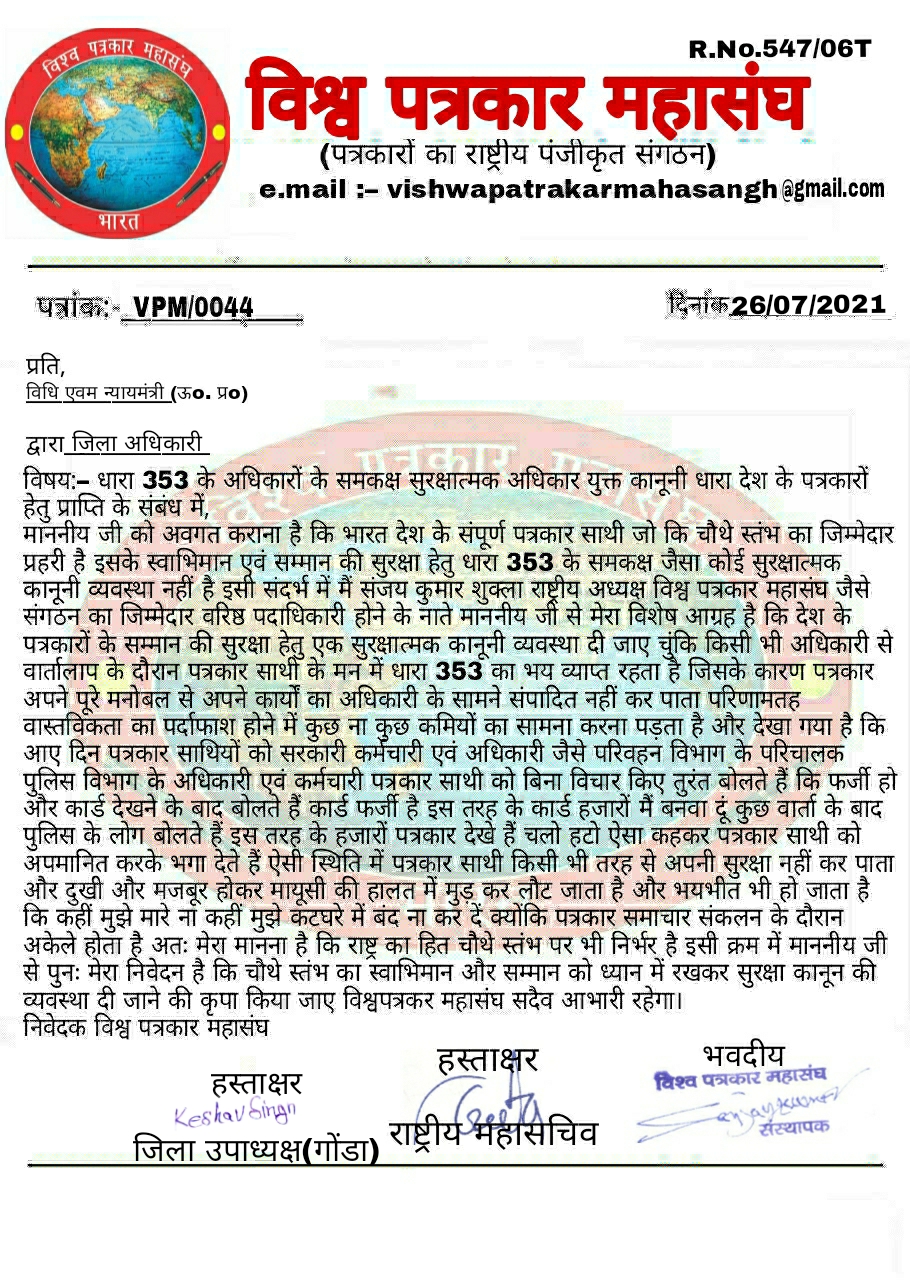 R.No.547/06T
विश्व पत्रकार महासंघ
भारत
विश्व पत्रकार महासंघ
(पत्रकारों का राष्ट्रीय पंजीकृत संगठन)
e.mail :– vishwapatrakarmahasangh@gmail.com
पत्रांक:- VPM/0044
दिनांक 26/07/2021
प्रति,
विधि एवम न्यायमंत्री (ऊo. प्रo)
द्वारा जिला अधिकारी
विषय:– धारा 353 के अधिकारों के समकक्ष सुरक्षात्मक अधिकार युक्त कानूनी धारा देश के पत्रकारों
हेतु प्राप्ति के संबंध में,
माननीय जी को अवगत कराना है कि भारत देश के संपूर्ण पत्रकार साथी जो कि चौथे स्तंभ का जिम्मेदार
प्रहरी है इसके स्वाभिमान एवं सम्मान की सुरक्षा हेतु धारा 353 के समकक्ष जैसा कोई सुरक्षात्मक
कानूनी व्यवस्था नहीं है इसी संदर्भ में मैं संजय कुमार शुक्ला राष्ट्रीय अध्यक्ष विश्व पत्रकार महासंघ जैसे
संगठन का जिम्मेदार वरिष्ठ पदाधिकारी होने के नाते माननीय जी से मेरा विशेष आग्रह है कि देश के
पत्रकारों के सम्मान की सुरक्षा हेतु एक सुरक्षात्मक कानूनी व्यवस्था दी जाए चुंकि किसी भी अधिकारी से
वार्तालाप के दौरान पत्रकार साथी के मन में धारा 353 का भय व्याप्त रहता है जिसके कारण पत्रकार
अपने पूरे मनोबल से अपने कार्यों का अधिकारी के सामने संपादित नहीं कर पाता परिणामतह
वास्तविकता का पर्दाफाश होने में कुछ ना कुछ कमियों का सामना करना पड़ता है और देखा गया है कि
आए दिन पत्रकार साथियों को सरकारी कर्मचारी एवं अधिकारी जैसे परिवहन विभाग के परिचालक
पुलिस विभाग के अधिकारी एवं कर्मचारी पत्रकार साथी को बिना विचार किए तुरंत बोलते हैं कि फर्जी हो
और कार्ड देखने के बाद बोलते हैं कार्ड फर्जी है इस तरह के कार्ड हजारों मैं बनवा दूं कुछ वार्ता के बाद
पुलिस के लोग बोलते हैं इस तरह के हजारों पत्रकार देखे हैं चलो हटो ऐसा कहकर पत्रकार साथी को
अपमानित करके भगा देते हैं ऐसी स्थिति में पत्रकार साथी किसी भी तरह से अपनी सुरक्षा नहीं कर पाता
और दुखी और मजबूर होकर मायूसी की हालत में मुड़ कर लौट जाता है और भयभीत भी हो जाता है
कि कहीं मुझे मारे ना कहीं मुझे कटघरे में बंद ना कर दें क्योंकि पत्रकार समाचार संकलन के दौरान
अकेले होता है अतः मेरा मानना है कि राष्ट्र का हित चौथे स्तंभ पर भी निर्भर है इसी क्रम में माननीय जी
से पुनः मेरा निवेदन है कि चौथे स्तंभ का स्वाभिमान और सम्मान को ध्यान में रखकर सुरक्षा कानून की
व्यवस्था दी जाने की कृपा किया जाए विश्वपत्रकर महासंघ सदैव आभारी रहेगा।
निवेदक विश्व पत्रकार महासंघ
हस्ताक्षर
Keshav Singh
जिला उपाध्यक्ष(गोंडा)
हस्ताक्षर
राष्ट्रीय महासचिव
भवदीय
विश्व पत्रकार महासंघ
संस्थापक